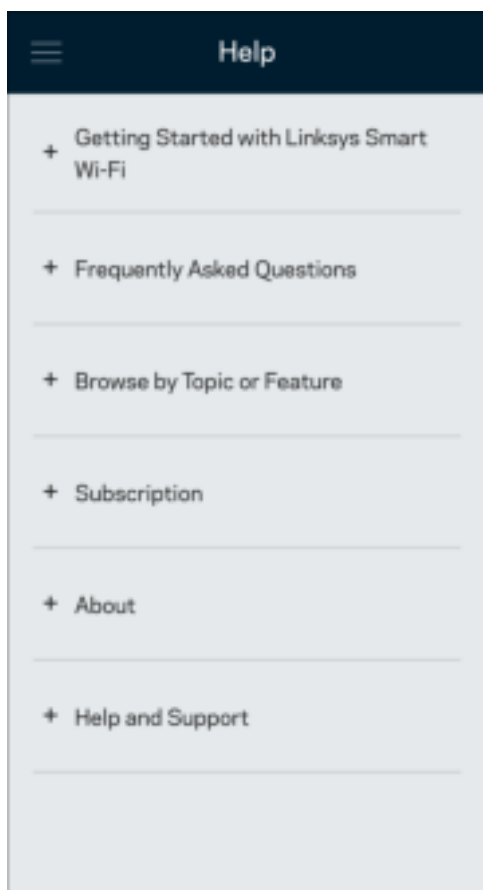 Help
+ Getting Started with Linksys Smart
Wi-Fi
+ Frequently Asked Questions
+ Browse by Topic or Feature
+ Subscription
+ About
+ Help and Support